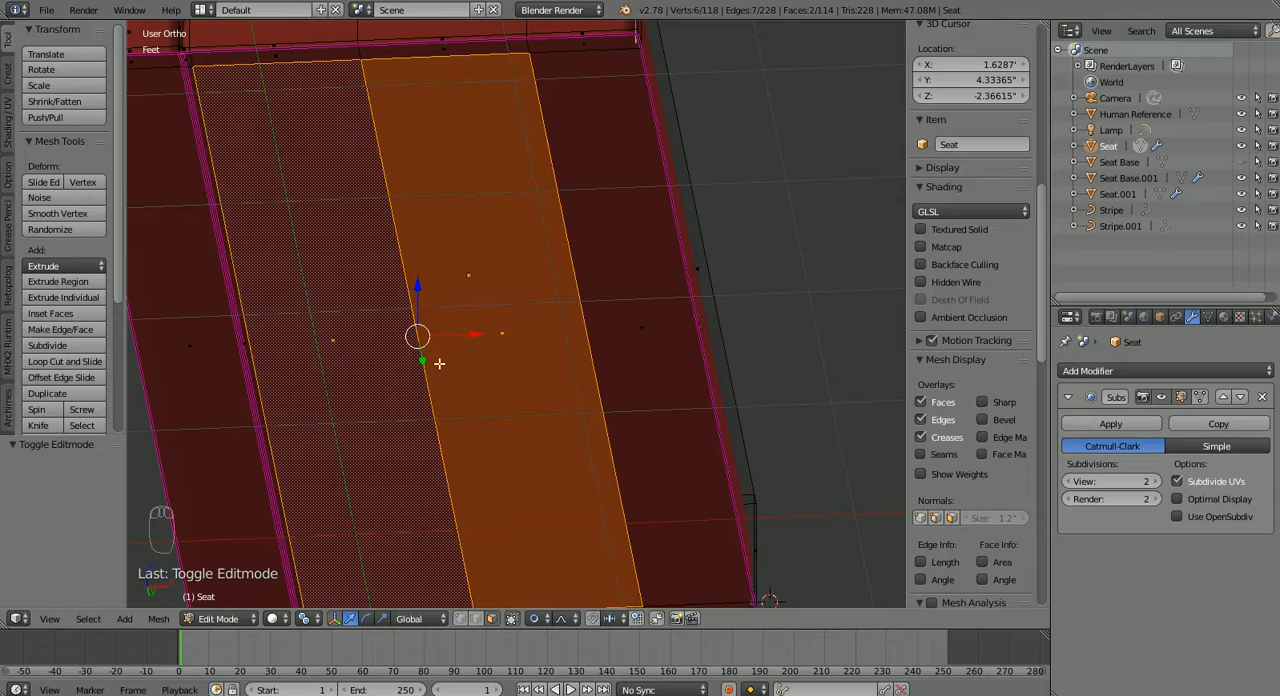 File Render Window Help Default Scene Blender Render v2.78 | Verts:6/118 | Edges:7/228 | Faces:2/114 | Tris:228 | Mem:47.08M | Seat
Transform
Translate
Rotate
Scale
Shrink/Fatten
Push/Pull
Mesh Tools
Deform:
Slide Ed Vertex
Noise
Smooth Vertex
Randomize
Add:
Extrude
Extrude Region
Extrude Individual
Inset Faces
Make Edge/Face
Subdivide
Loop Cut and Slide
Offset Edge Slide
Duplicate
Spin Screw
Knife Select
Toggle Editmode
Tool
Creat
Shading / UV
Option
Grease Penci
Retopolog
MHX2 Runtim
Archimes
User Ortho
Feet
Last: Toggle Editmode
(1) Seat
3D Cursor
Location:
X: 1.6287'
Y: 4.33365"
Z: -2.36615"
Item
Seat
Display
Shading
GLSL
Textured Solid
Matcap
Backface Culling
Hidden Wire
Depth Of Field
Ambient Occlusion
Motion Tracking
Mesh Display
Overlays:
Faces Sharp
Edges Bevel
Creases Edge Ma
Seams Face Ma
Show Weights
Normals:
Size: 1.2"
Edge Info: Face Info:
Length Area
Angle Angle
Mesh Analysis
View Search All Scenes
Scene
RenderLayers
World
Camera
Human Reference
Lamp
Seat
Seat Base
Seat Base.001
Seat.001
Stripe
Stripe.001
Seat
Add Modifier
Subs
Apply Copy
Catmull-Clark Simple
Subdivisions: Options:
View: 2 Subdivide UVs
Render: 2 Optimal Display
Use OpenSubdiv
View Select Add Mesh Edit Mode Global
-50 -40 -30 -20 -10 0 10 20 30 40 50 60 70 80 90 100 110 120 130 140 150 160 170 180 190 200 210 220 230 240 250 260 270 280
View Marker Frame Playback Start: 1 End: 250 1 No Sync